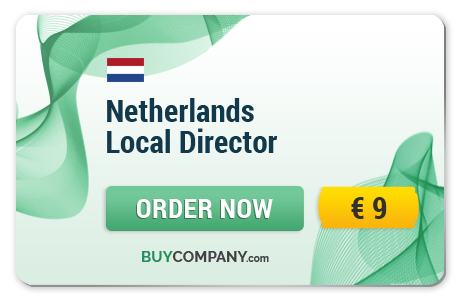 Netherlands
Local Director
ORDER NOW
€ 9
BUYCOMPANY.com